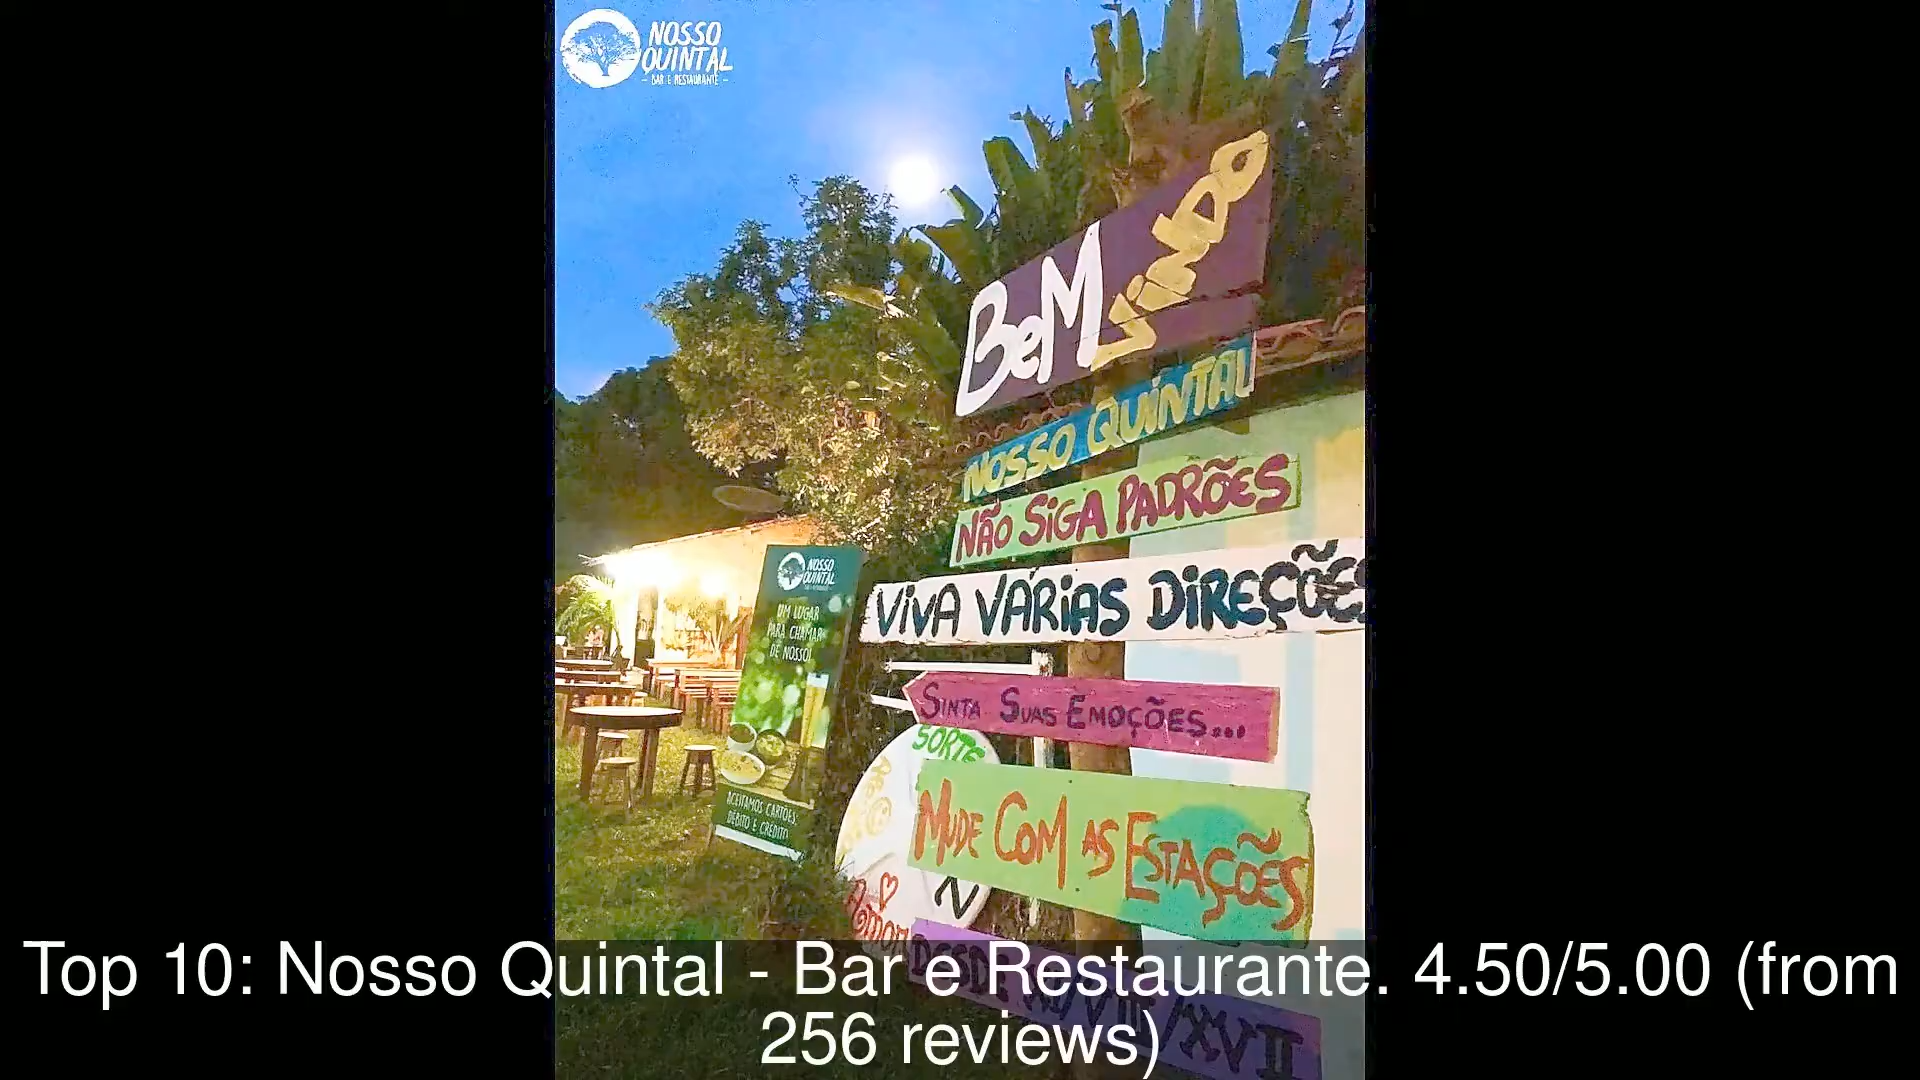 NOSSO
QUINTAL
- BAR E RESTAURANTE -
BEM
VINDO
NOSSO QUINTAL
NÃO SIGA PADRÕES
VIVA VÁRIAS DIREÇÕES
SINTA SUAS EMOÇÕES...
SORTE
MUDE COM AS ESTAÇÕES
Amor
NOSSO
QUINTAL
UM LUGAR
PARA CHAMAR
DE NOSSO!
ACEITAMOS CARTÕES:
DÉBITO E CRÉDITO
DESDE
Top 10: Nosso Quintal - Bar e Restaurante. 4.50/5.00 (from
256 reviews)